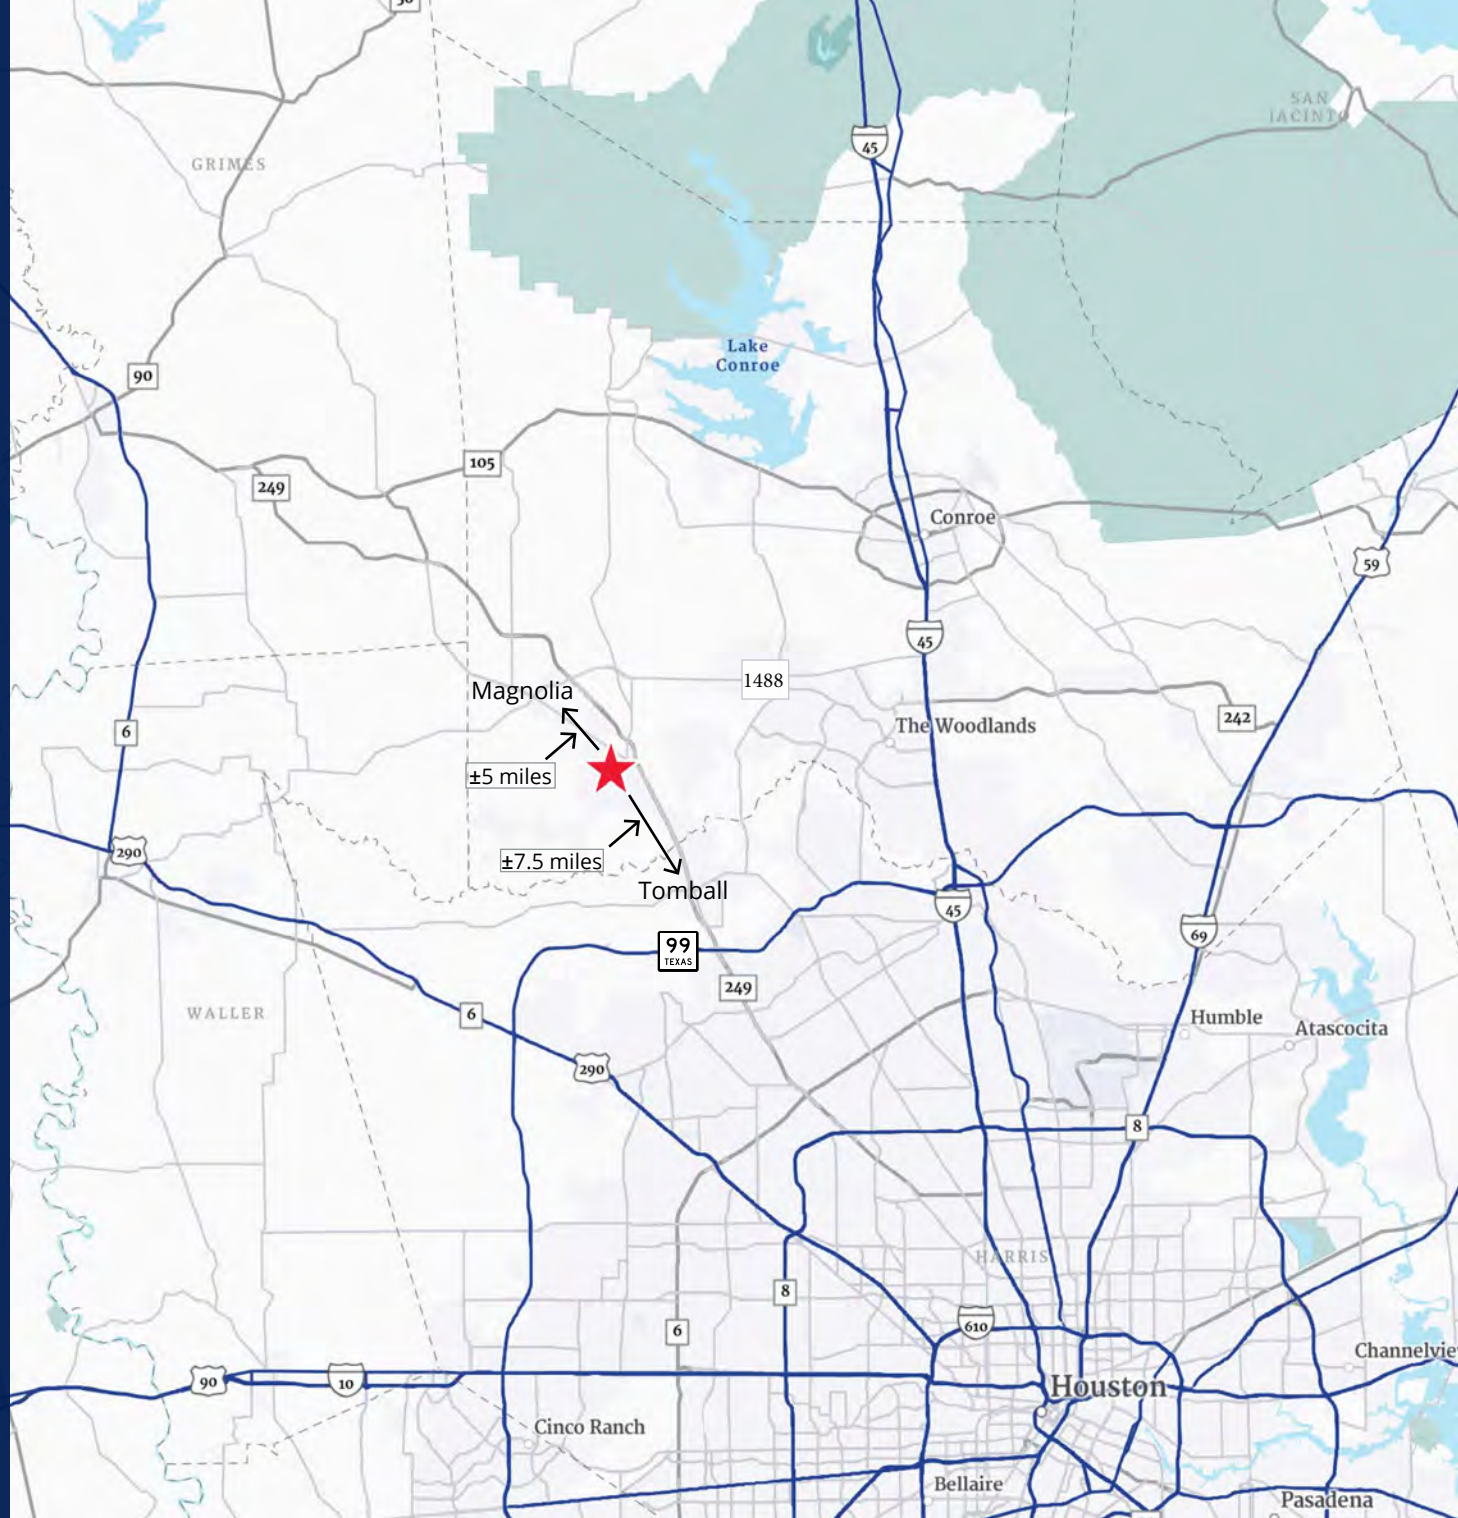 45
SAN
JACINTO
GRIMES
Lake
Conroe
90
105
249
Conroe
59
45
1488
Magnolia
242
The Woodlands
6
±5 miles
290
±7.5 miles
Tomball
45
69
99
TEXAS
249
WALLER
6
Humble
Atascocita
290
8
HARRIS
8
610
6
Channelvie
90
10
Houston
Cinco Ranch
Bellaire
Pasadena